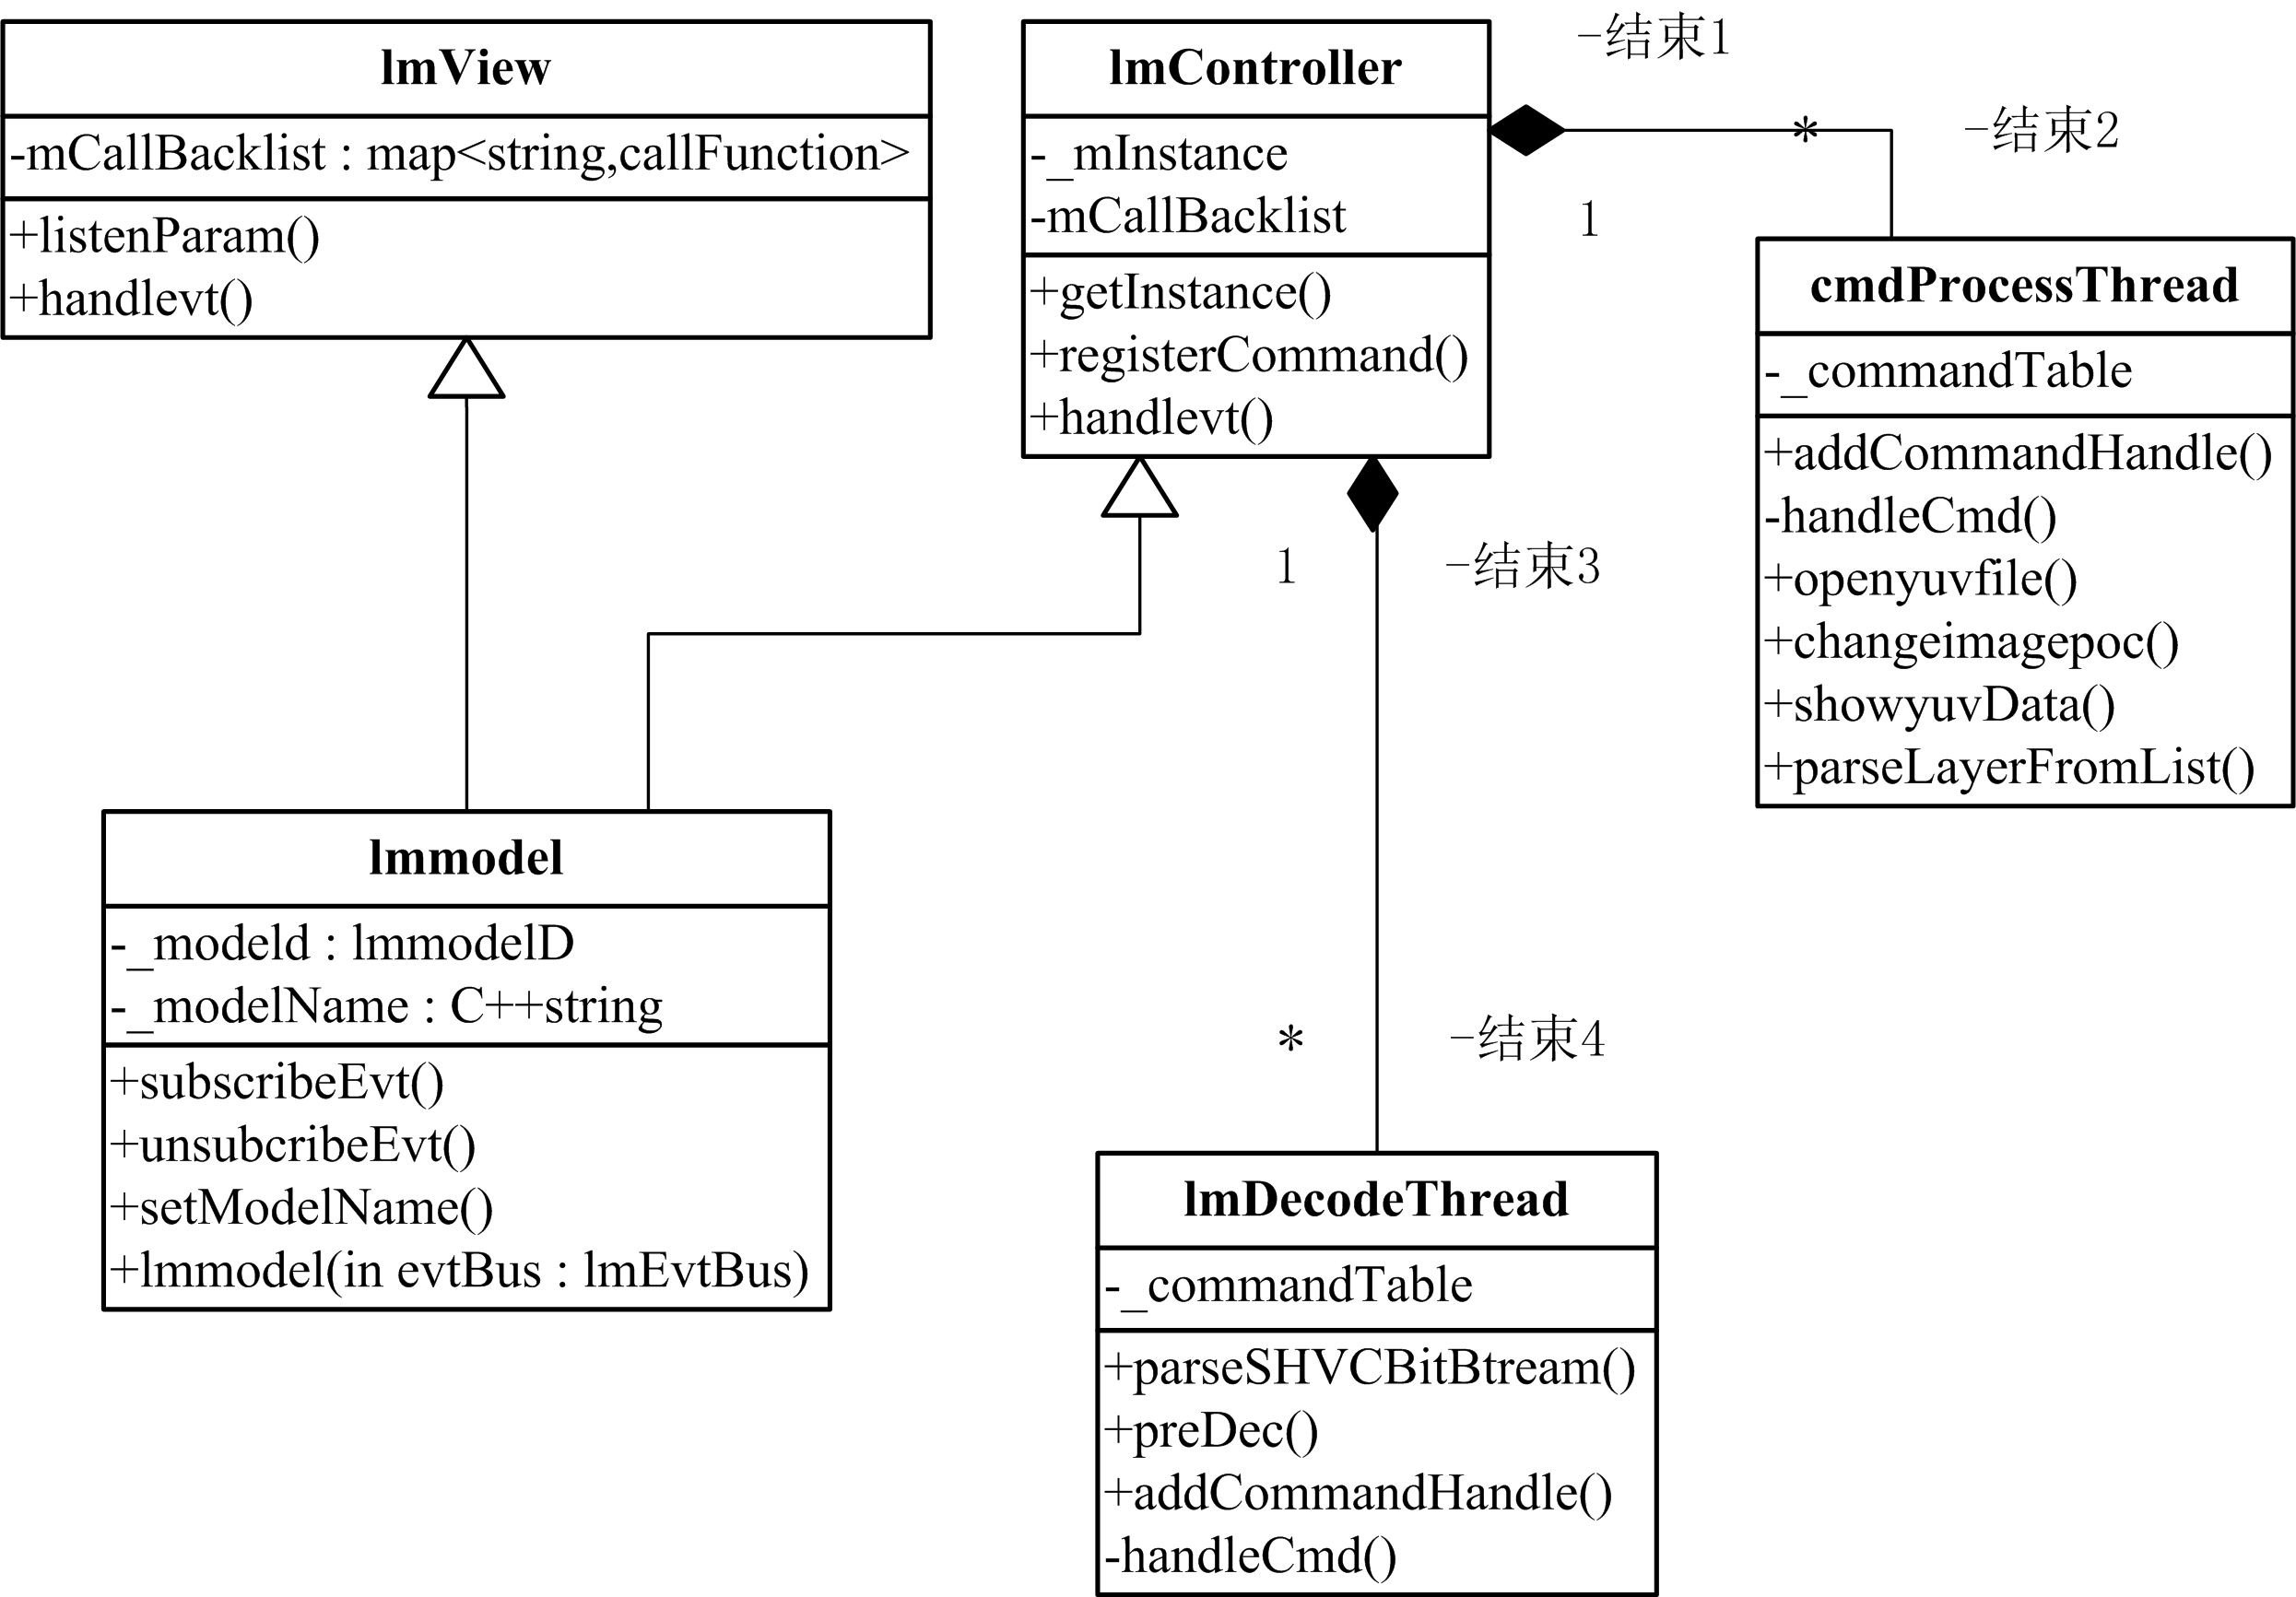 lmView
-mCallBacklist : map<string,callFunction>
+listenParam()
+handlevt()
lmController
-_mInstance
-mCallBacklist
+getInstance()
+registerCommand()
+handlevt()
-结束1
*
-结束2
1
cmdProcessThread
-_commandTable
+addCommandHandle()
-handleCmd()
+openyuvfile()
+changeimagepoc()
+showyuvData()
+parseLayerFromList()
1
-结束3
lmmodel
-_modeld : lmmodelD
-_modelName : C++string
+subscribeEvt()
+unsubcribeEvt()
+setModelName()
+lmmodel(in evtBus : lmEvtBus)
*
-结束4
lmDecodeThread
-_commandTable
+parseSHVCBitBtream()
+preDec()
+addCommandHandle()
-handleCmd()